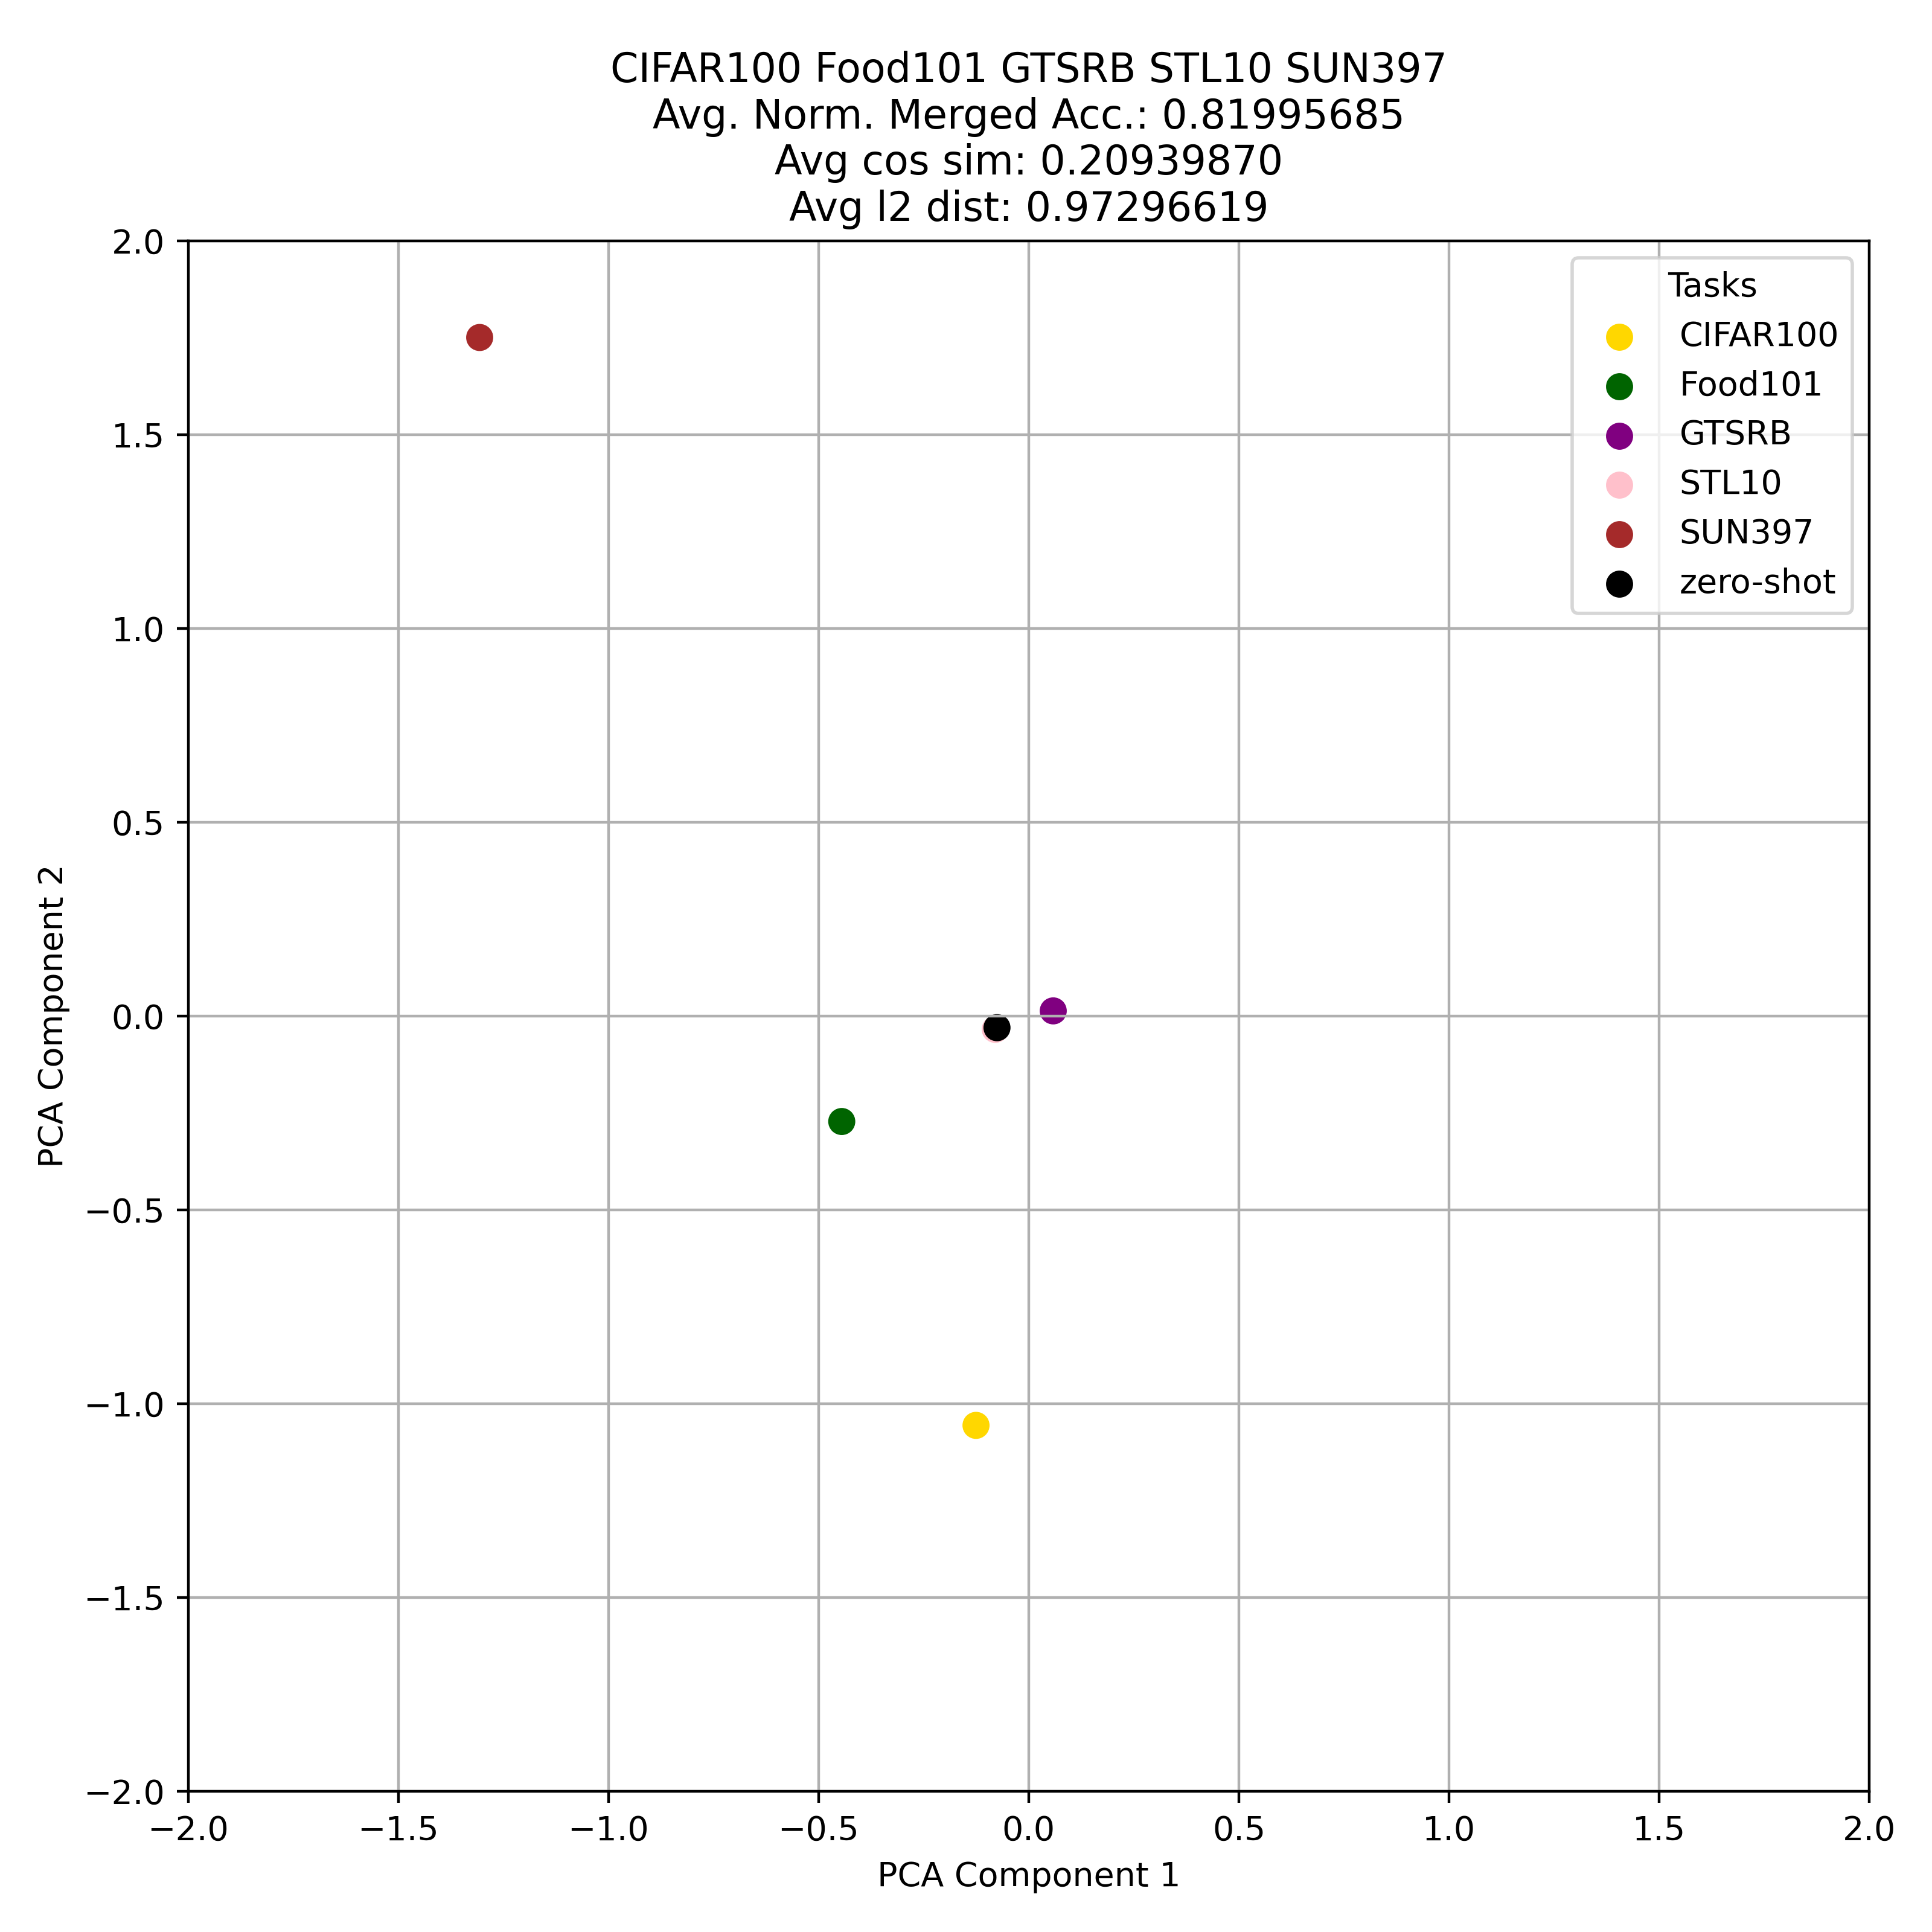 CIFAR100 Food101 GTSRB STL10 SUN397
Avg. Norm. Merged Acc.: 0.81995685
Avg cos sim: 0.20939870
Avg l2 dist: 0.97296619
Tasks
CIFAR100
Food101
GTSRB
STL10
SUN397
zero-shot
2.0
1.5
1.0
0.5
0.0
−0.5
−1.0
−1.5
−2.0
PCA Component 2
−2.0 −1.5 −1.0 −0.5 0.0 0.5 1.0 1.5 2.0
PCA Component 1